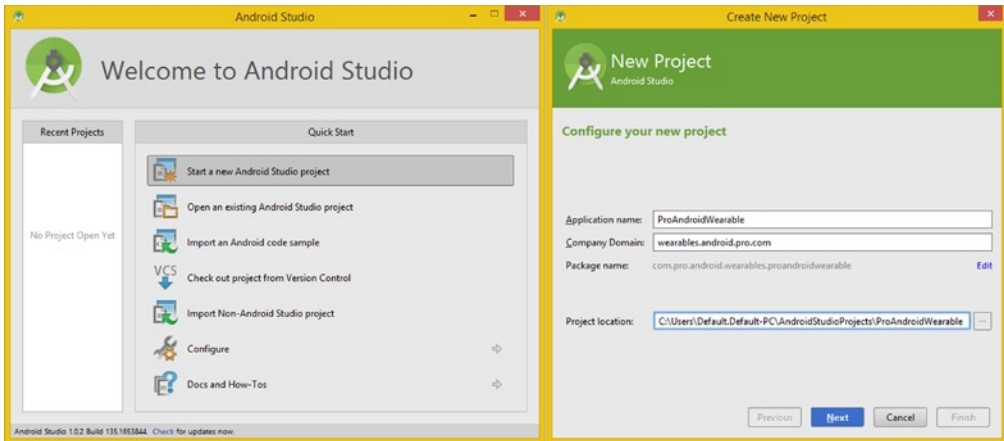 Android Studio
Welcome to Android Studio
Recent Projects
No Project Open Yet
Quick Start
Start a new Android Studio project
Open an existing Android Studio project
Import an Android code sample
VCS
Check out project from Version Control
Import Non-Android Studio project
Configure
Docs and How-Tos
Android Studio 1.0.2 Build 135.1653844. Check for updates now.
Create New Project
New Project
Android Studio
Configure your new project
Application name: ProAndroidWearable
Company Domain: wearables.android.pro.com
Package name: com.pro.android.wearables.proandroidwearable Edit
Project location: C:\Users\Default.Default-PC\AndroidStudioProjects\ProAndroidWearable ...
Previous Next Cancel Finish